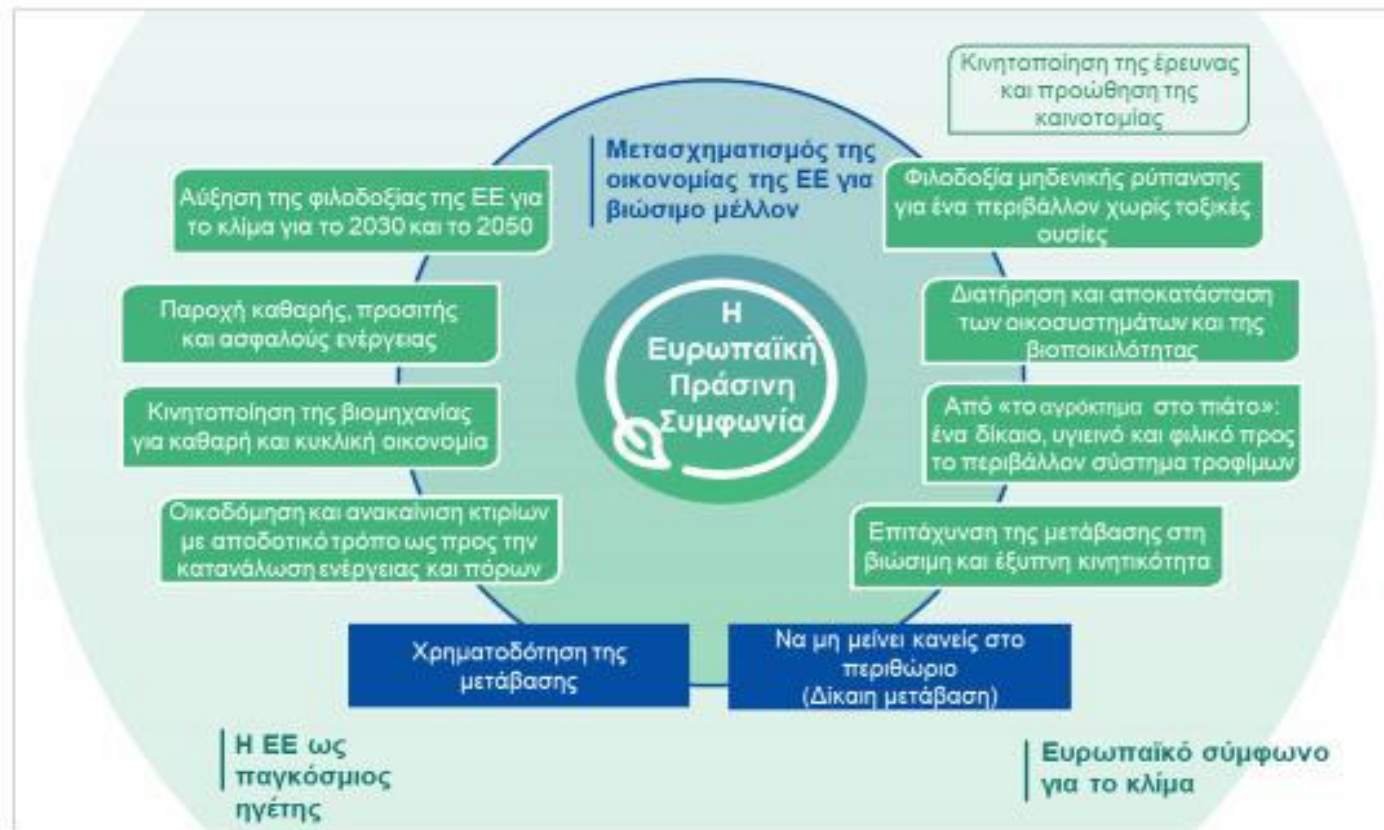 Κινητοποίηση της έρευνας
και προώθηση της
καινοτομίας
Μετασχηματισμός της
οικονομίας της ΕΕ για
βιώσιμο μέλλον
Αύξηση της φιλοδοξίας της ΕΕ για
το κλίμα για το 2030 και το 2050
Φιλοδοξία μηδενικής ρύπανσης
για ένα περιβάλλον χωρίς τοξικές
ουσίες
Παροχή καθαρής, προσιτής
και ασφαλούς ενέργειας
Η
Ευρωπαϊκή
Πράσινη
Συμφωνία
Διατήρηση και αποκατάσταση
των οικοσυστημάτων και της
βιοποικιλότητας
Κινητοποίηση της βιομηχανίας
για καθαρή και κυκλική οικονομία
Από «το αγρόκτημα στο πιάτο»:
ένα δίκαιο, υγιεινό και φιλικό προς
το περιβάλλον σύστημα τροφίμων
Οικοδόμηση και ανακαίνιση κτιρίων
με αποδοτικό τρόπο ως προς την
κατανάλωση ενέργειας και πόρων
Επιτάχυνση της μετάβασης στη
βιώσιμη και έξυπνη κινητικότητα
Χρηματοδότηση της
μετάβασης
Να μη μείνει κανείς στο
περιθώριο
(Δίκαιη μετάβαση)
Η ΕΕ ως
παγκόσμιος
ηγέτης
Ευρωπαϊκό σύμφωνο
για το κλίμα